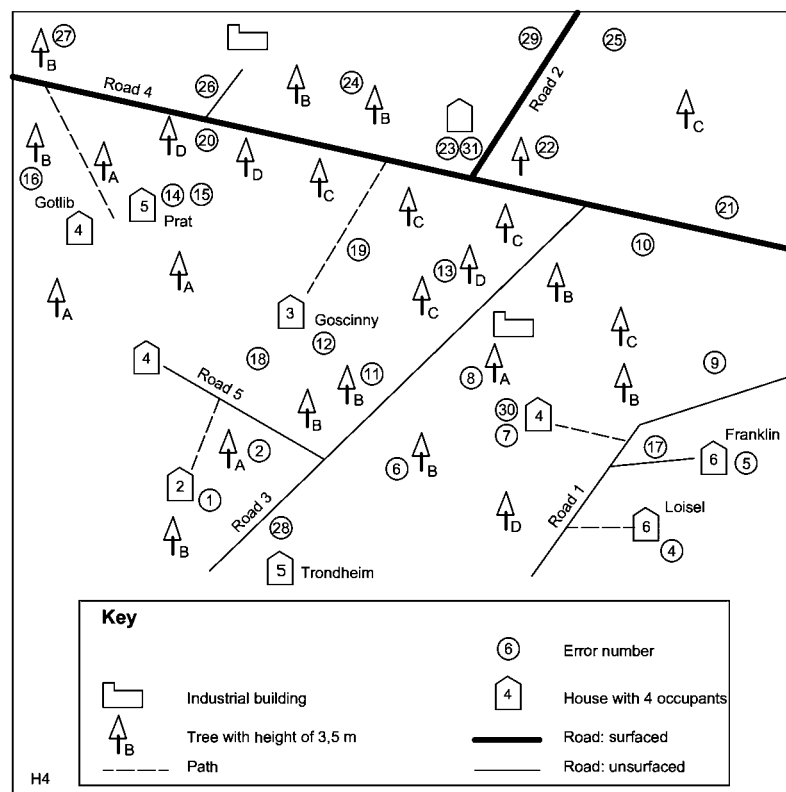 27
B
26
Road 4
B
24
B
29
Road 2
25
C
B
16
Gotlib
4
A
D
20
D
5
14
15
Prat
C
23
31
22
C
C
21
10
A
A
19
3
Goscinny
12
13
D
C
B
C
4
18
Road 5
11
B
B
8
A
B
9
30
7
4
17
Franklin
6
5
2
1
A
2
6
B
B
Road 3
28
5
Trondheim
D
Road 1
Loisel
6
4
Key
6
Error number
Industrial building
4
House with 4 occupants
B
Tree with height of 3,5 m
Road: surfaced
Path
Road: unsurfaced
H4